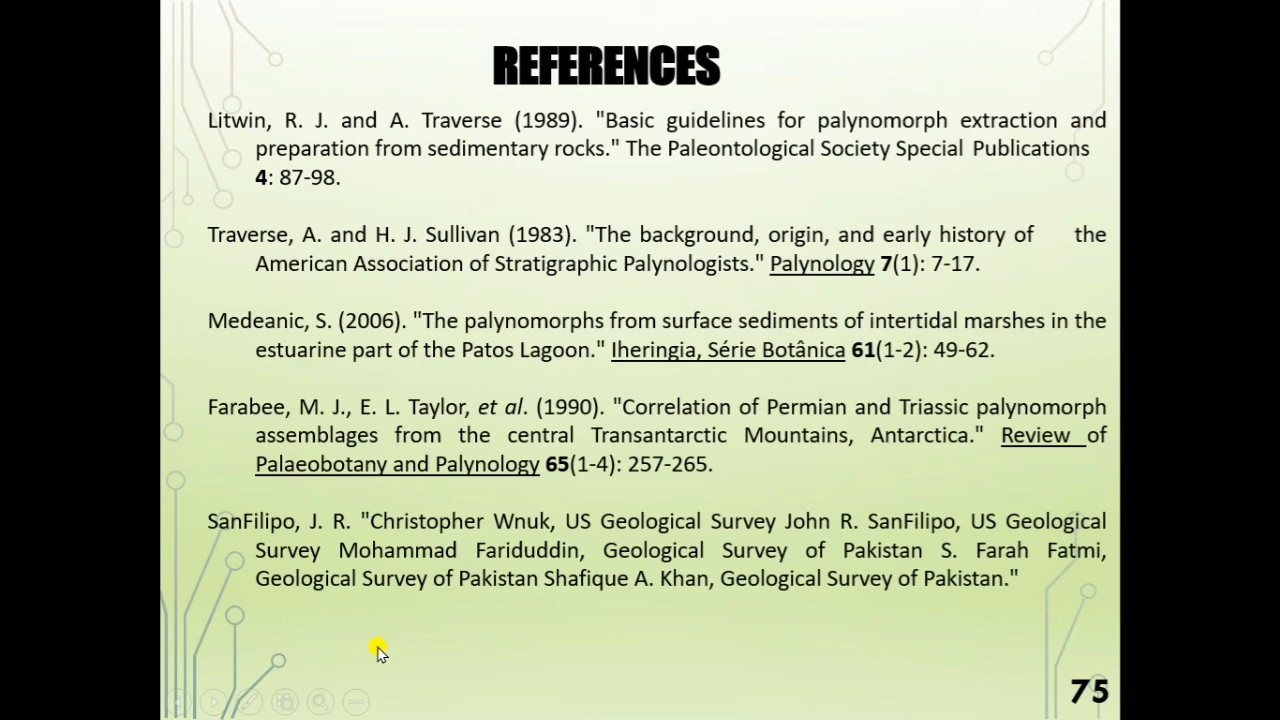 REFERENCES
Litwin, R. J. and A. Traverse (1989). "Basic guidelines for palynomorph extraction and
preparation from sedimentary rocks." The Paleontological Society Special Publications
4: 87-98.
Traverse, A. and H. J. Sullivan (1983). "The background, origin, and early history of the
American Association of Stratigraphic Palynologists." Palynology 7(1): 7-17.
Medeanic, S. (2006). "The palynomorphs from surface sediments of intertidal marshes in the
estuarine part of the Patos Lagoon." Iheringia, Série Botânica 61(1-2): 49-62.
Farabee, M. J., E. L. Taylor, et al. (1990). "Correlation of Permian and Triassic palynomorph
assemblages from the central Transantarctic Mountains, Antarctica." Review of
Palaeobotany and Palynology 65(1-4): 257-265.
SanFilipo, J. R. "Christopher Wnuk, US Geological Survey John R. SanFilipo, US Geological
Survey Mohammad Fariduddin, Geological Survey of Pakistan S. Farah Fatmi,
Geological Survey of Pakistan Shafique A. Khan, Geological Survey of Pakistan."
75